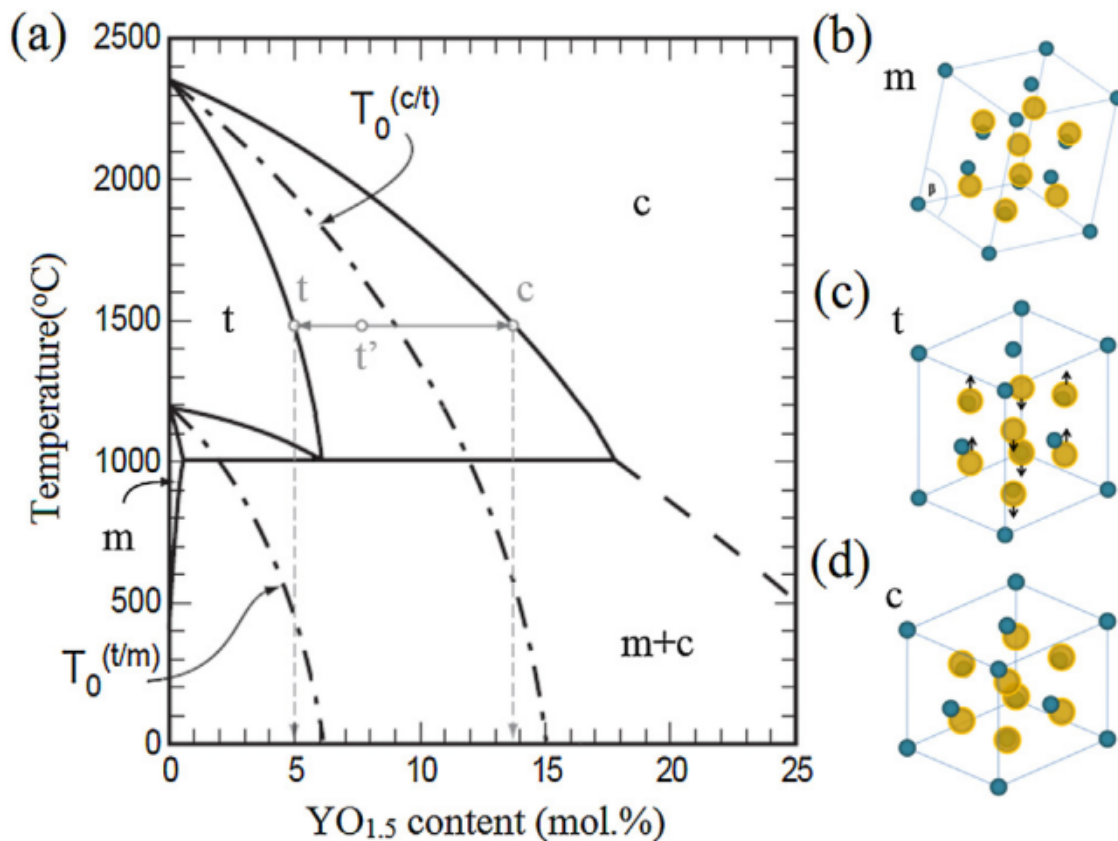 (a)
2500
2000
1500
1000
500
0
Temperature(°C)
T₀(c/t)
c
t
c
t
t’
m
T₀(t/m)
m+c
0
5
10
15
20
25
YO₁.₅ content (mol.%)
(b)
m
β
(c)
t
(d)
c